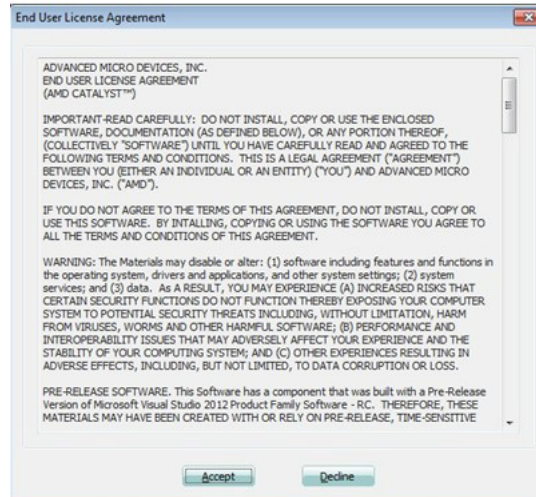 End User License Agreement
ADVANCED MICRO DEVICES, INC.
END USER LICENSE AGREEMENT
(AMD CATALYST™)
IMPORTANT-READ CAREFULLY: DO NOT INSTALL, COPY OR USE THE ENCLOSED
SOFTWARE, DOCUMENTATION (AS DEFINED BELOW), OR ANY PORTION THEREOF,
(COLLECTIVELY "SOFTWARE") UNTIL YOU HAVE CAREFULLY READ AND AGREED TO THE
FOLLOWING TERMS AND CONDITIONS. THIS IS A LEGAL AGREEMENT ("AGREEMENT")
BETWEEN YOU (EITHER AN INDIVIDUAL OR AN ENTITY) ("YOU") AND ADVANCED MICRO
DEVICES, INC. ("AMD").
IF YOU DO NOT AGREE TO THE TERMS OF THIS AGREEMENT, DO NOT INSTALL, COPY OR
USE THIS SOFTWARE. BY INTALLING, COPYING OR USING THE SOFTWARE YOU AGREE TO
ALL THE TERMS AND CONDITIONS OF THIS AGREEMENT.
WARNING: The Materials may disable or alter: (1) software including features and functions in
the operating system, drivers and applications, and other system settings; (2) system
services; and (3) data. As a RESULT, YOU MAY EXPERIENCE (A) INCREASED RISKS THAT
CERTAIN SECURITY FUNCTIONS DO NOT FUNCTION THEREBY EXPOSING YOUR COMPUTER
SYSTEM TO POTENTIAL SECURITY THREATS INCLUDING, WITHOUT LIMITATION, HARM
FROM VIRUSES, WORMS AND OTHER HARMFUL SOFTWARE; (B) PERFORMANCE AND
INTEROPERABILITY ISSUES THAT MAY ADVERSELY AFFECT YOUR EXPERIENCE AND THE
STABILITY OF YOUR COMPUTING SYSTEM; AND (C) OTHER EXPERIENCES RESULTING IN
ADVERSE EFFECTS, INCLUDING, BUT NOT LIMITED, TO DATA CORRUPTION OR LOSS.
PRE-RELEASE SOFTWARE. This Software has a component that was built with a Pre-Release
Version of Microsoft Visual Studio 2012 Product Family Software - RC. THEREFORE, THESE
MATERIALS MAY HAVE BEEN CREATED WITH OR RELY ON PRE-RELEASE, TIME-SENSITIVE
Accept
Decline